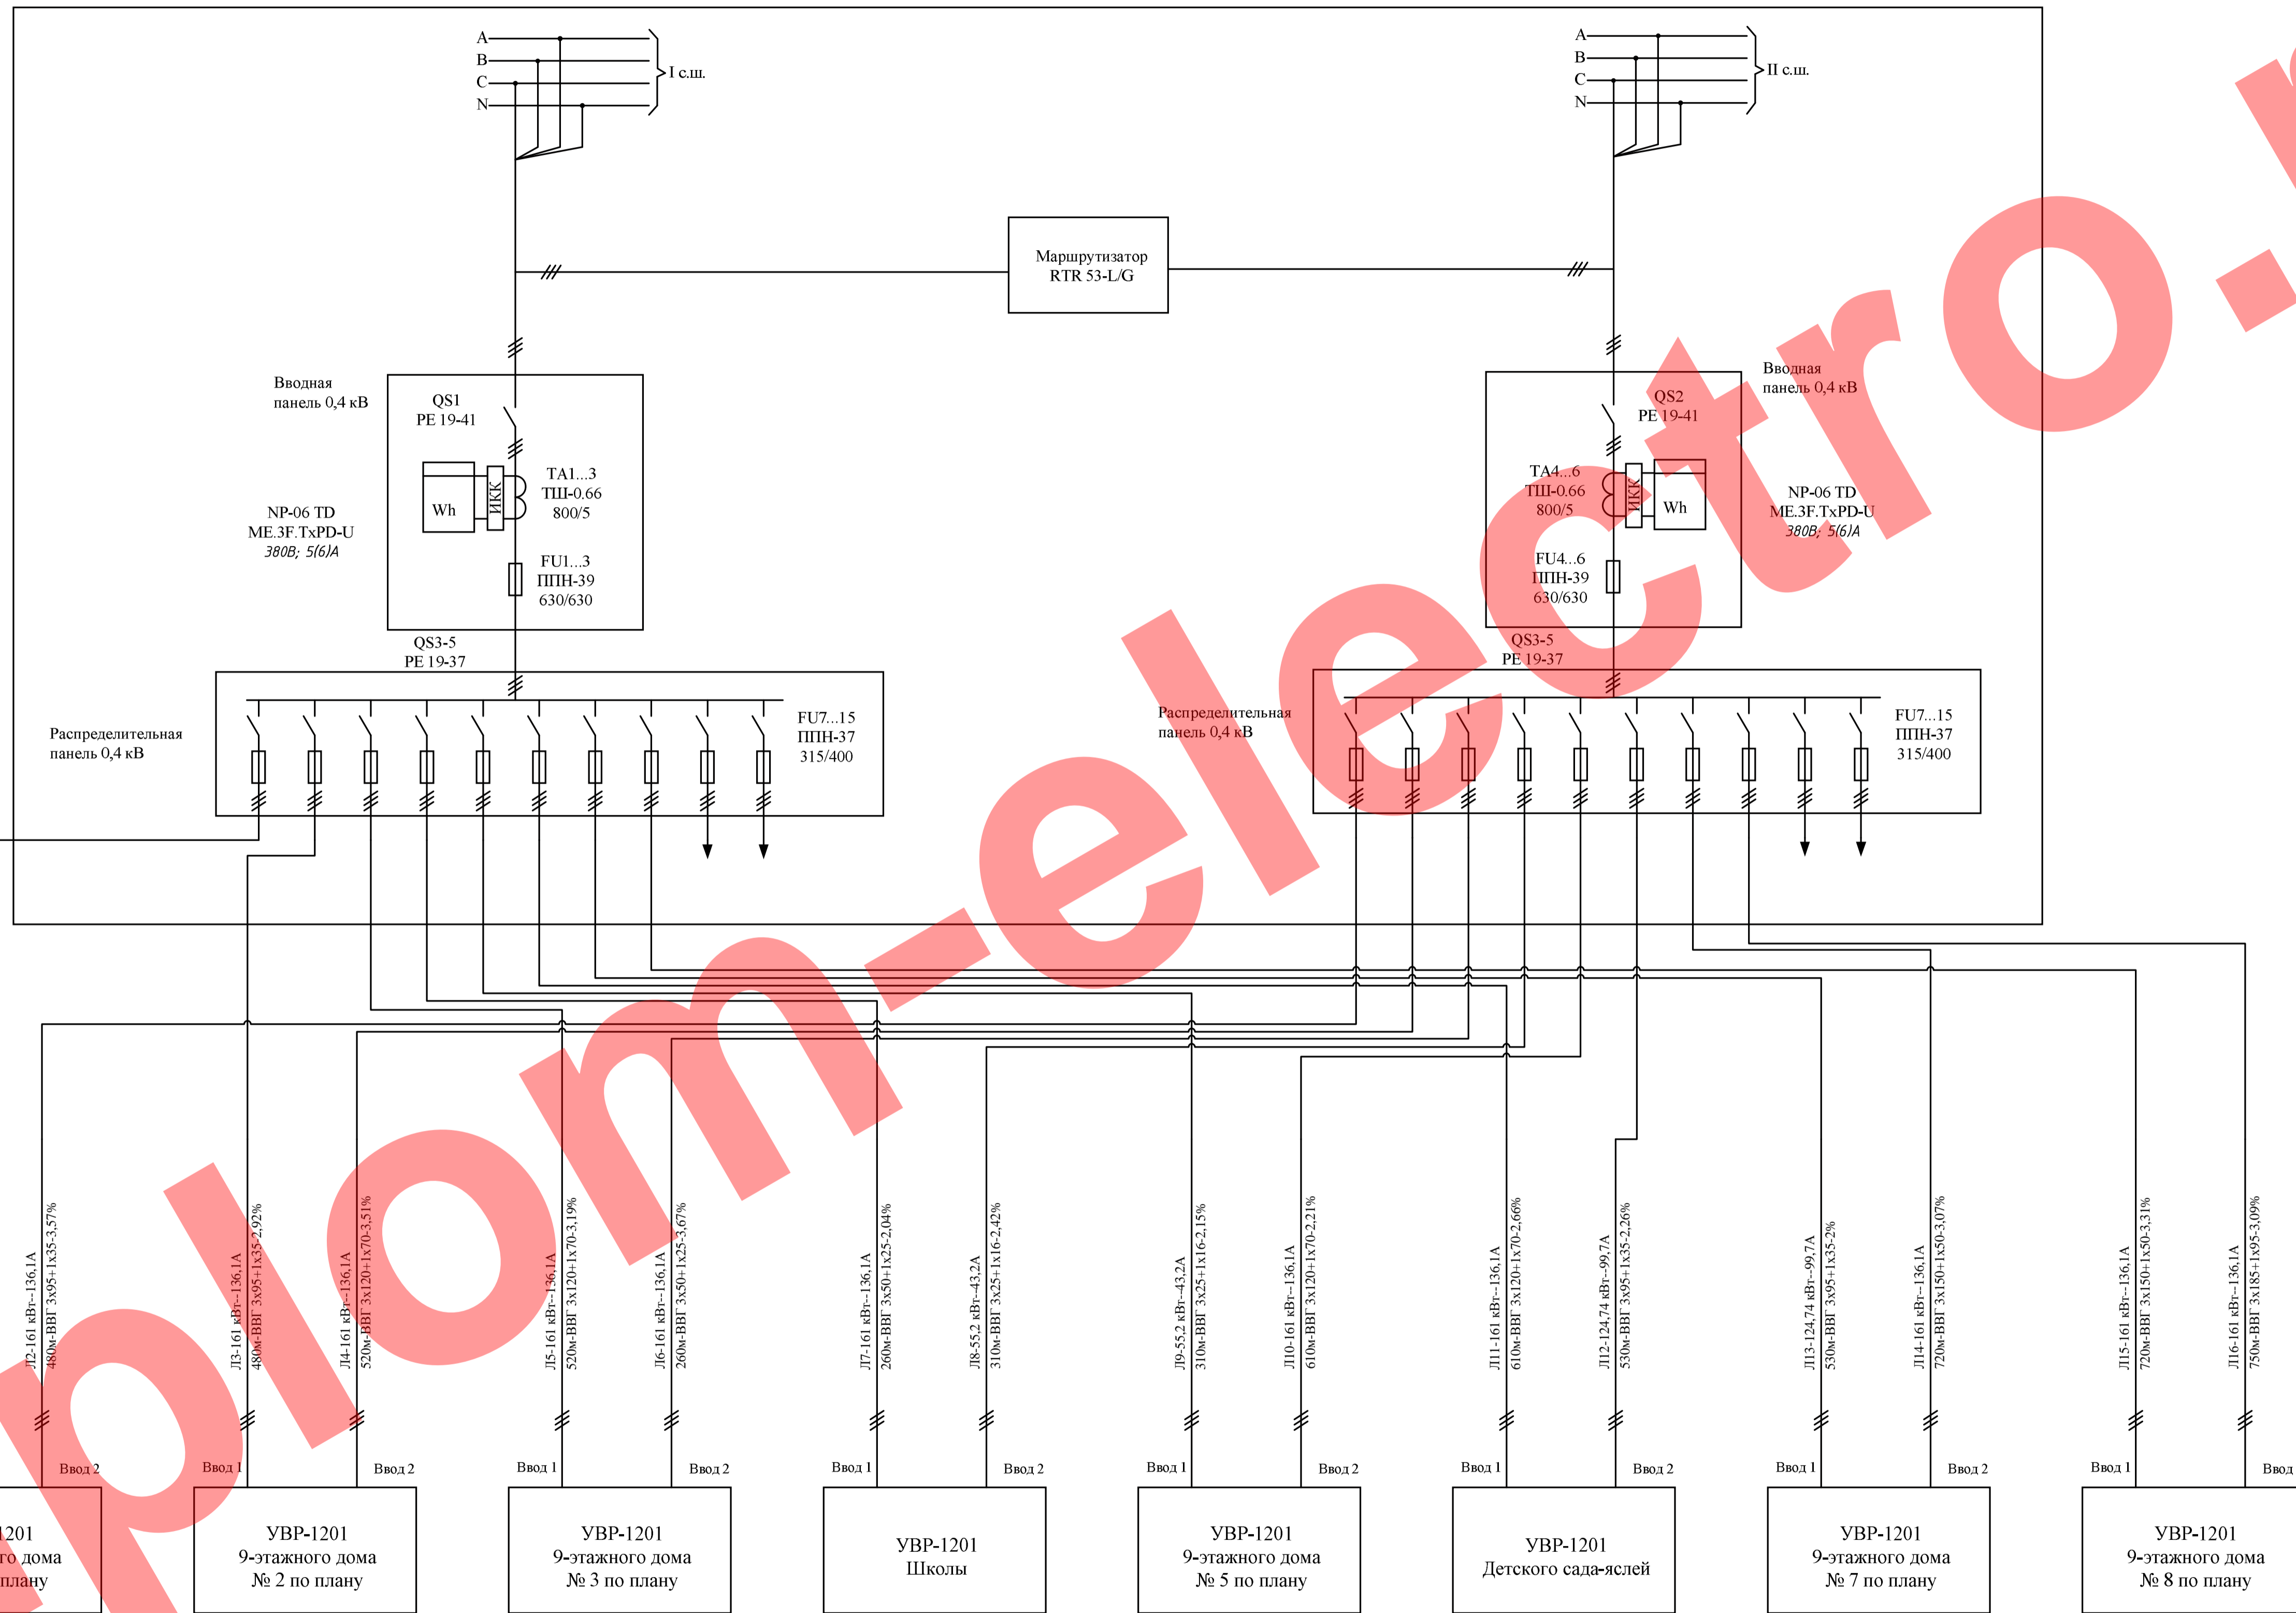 A
B
C
N
I с.ш.
A
B
C
N
II с.ш.
Маршрутизатор
RTR 53-L/G
Вводная
панель 0,4 кВ
QS1
РЕ 19-41
ТА1...3
ТШ-0.66
800/5
ИКК
Wh
NP-06 TD
ME.3F.TxPD-U
380В; 5(6)А
FU1...3
ППН-39
630/630
QS3-5
РЕ 19-37
Вводная
панель 0,4 кВ
QS2
РЕ 19-41
ТА4...6
ТШ-0.66
800/5
ИКК
Wh
NP-06 TD
ME.3F.TxPD-U
380В; 5(6)А
FU4...6
ППН-39
630/630
QS3-5
РЕ 19-37
Распределительная
панель 0,4 кВ
FU7...15
ППН-37
315/400
Распределительная
панель 0,4 кВ
FU7...15
ППН-37
315/400
Л2-161 кВт--136,1А
480м-ВВГ 3х95+1х35-3,57%
Л3-161 кВт--136,1А
480м-ВВГ 3х95+1х35-2,92%
Л4-161 кВт--136,1А
520м-ВВГ 3х120+1х70-3,51%
Л5-161 кВт--136,1А
520м-ВВГ 3х120+1х70-3,19%
Л6-161 кВт--136,1А
260м-ВВГ 3х50+1х25-3,67%
Л7-161 кВт--136,1А
260м-ВВГ 3х50+1х25-2,04%
Л8-55,2 кВт--43,2А
310м-ВВГ 3х25+1х16-2,42%
Л9-55,2 кВт--43,2А
310м-ВВГ 3х25+1х16-2,15%
Л10-161 кВт--136,1А
610м-ВВГ 3х120+1х70-2,21%
Л11-161 кВт--136,1А
610м-ВВГ 3х120+1х70-2,66%
Л12-124,74 кВт--99,7А
530м-ВВГ 3х95+1х35-2,26%
Л13-124,74 кВт--99,7А
530м-ВВГ 3х95+1х35-2%
Л14-161 кВт--136,1А
720м-ВВГ 3х150+1х50-3,07%
Л15-161 кВт--136,1А
720м-ВВГ 3х150+1х50-3,31%
Л16-161 кВт--136,1А
750м-ВВГ 3х185+1х95-3,09%
Ввод 2
Ввод 1
Ввод 2
Ввод 1
Ввод 2
Ввод 1
Ввод 2
Ввод 1
Ввод 2
Ввод 1
Ввод 2
Ввод 1
Ввод 2
Ввод 1
Ввод
1201
го дома
плану
УВР-1201
9-этажного дома
№ 2 по плану
УВР-1201
9-этажного дома
№ 3 по плану
УВР-1201
Школы
УВР-1201
9-этажного дома
№ 5 по плану
УВР-1201
Детского сада-яслей
УВР-1201
9-этажного дома
№ 7 по плану
УВР-1201
9-этажного дома
№ 8 по плану
plom-electro.